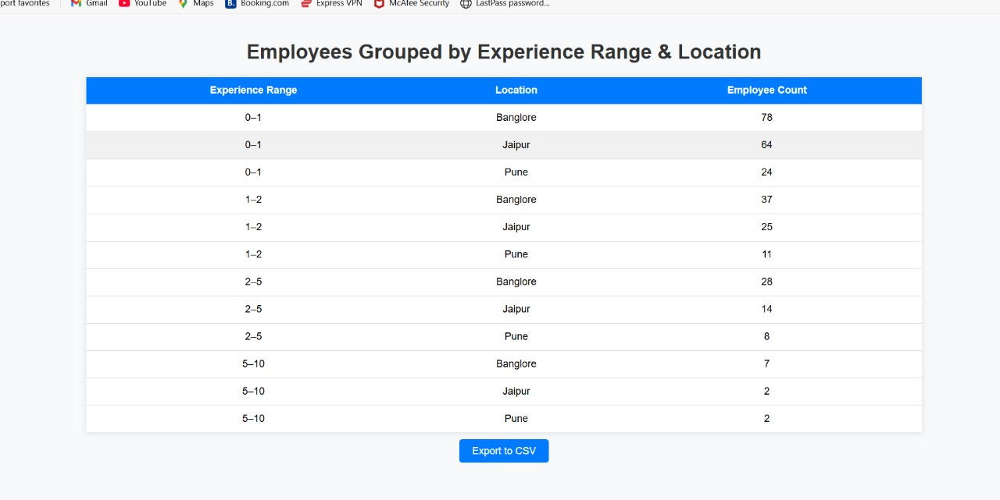 port favorites Gmail YouTube Maps B. Booking.com Express VPN McAfee Security LastPass password...
Employees Grouped by Experience Range & Location
Experience Range Location Employee Count
0–1 Banglore 78
0–1 Jaipur 64
0–1 Pune 24
1–2 Banglore 37
1–2 Jaipur 25
1–2 Pune 11
2–5 Banglore 28
2–5 Jaipur 14
2–5 Pune 8
5–10 Banglore 7
5–10 Jaipur 2
5–10 Pune 2
Export to CSV